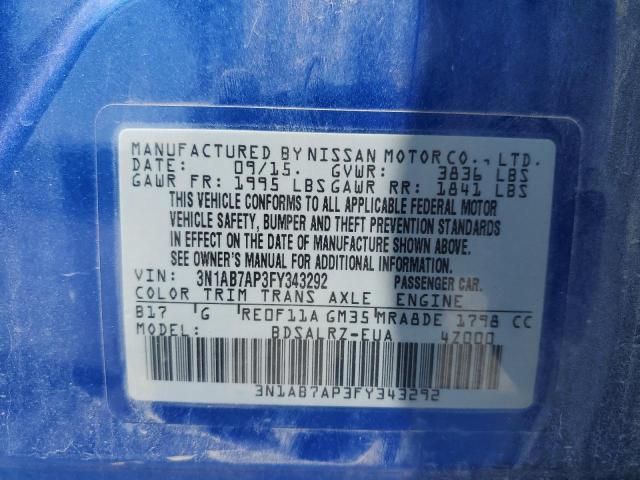 MANUFACTURED BY NISSAN MOTOR CO., LTD.
DATE: 09/15. GVWR: 3836 LBS
GAWR FR: 1995 LBS GAWR RR: 1841 LBS
THIS VEHICLE CONFORMS TO ALL APPLICABLE FEDERAL MOTOR
VEHICLE SAFETY, BUMPER AND THEFT PREVENTION STANDARDS
IN EFFECT ON THE DATE OF MANUFACTURE SHOWN ABOVE.
SEE OWNER'S MANUAL FOR ADDITIONAL INFORMATION.
VIN: 3N1AB7AP3FY343292 PASSENGER CAR.
COLOR TRIM TRANS AXLE ENGINE
B17 G RE0F11A GM35 MRA8DE 1798 CC
MODEL: BDSALRZ-EUA 4Z000
3N1AB7AP3FY343292